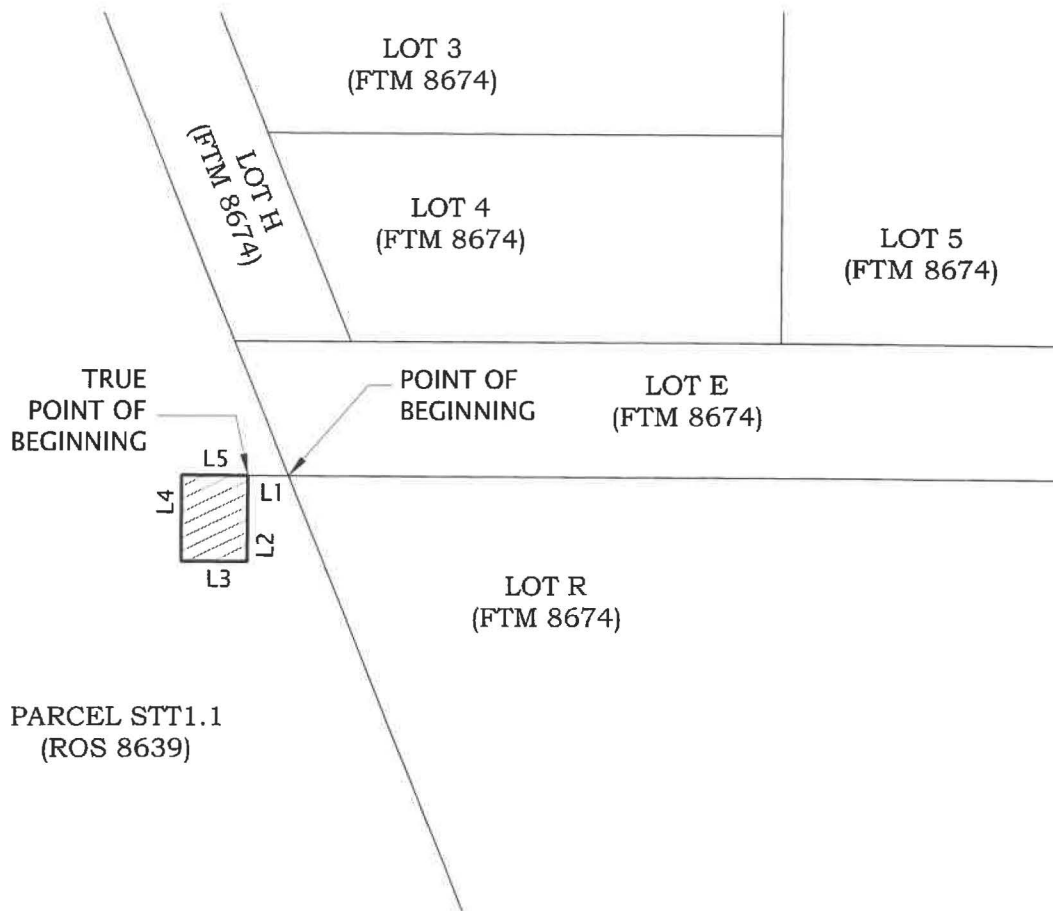 LOT 3
(FTM 8674)
LOT H
(FTM 8674)
LOT 4
(FTM 8674)
LOT 5
(FTM 8674)
TRUE
POINT OF
BEGINNING
POINT OF
BEGINNING
LOT E
(FTM 8674)
L5
L1
L4
L2
L3
LOT R
(FTM 8674)
PARCEL STT1.1
(ROS 8639)